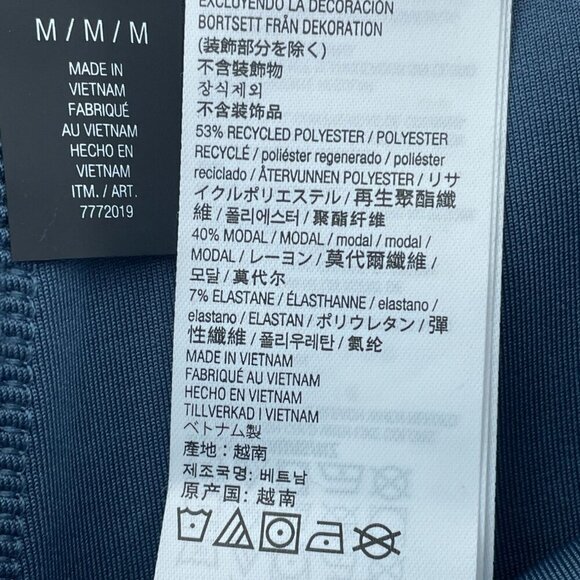 M / M / M
MADE IN
VIETNAM
FABRIQUÉ
AU VIETNAM
HECHO EN
VIETNAM
ITM. / ART.
7772019
EXCLUYENDO LA DECORACIÓN
BORTSETT FRÅN DEKORATION
(装飾部分を除く)
不含裝飾物
장식제외
不含装饰品
53% RECYCLED POLYESTER / POLYESTER
RECYCLÉ / poliéster regenerado / poliéster
reciclado / ÅTERVUNNEN POLYESTER / リサ
イクルポリエステル / 再生聚酯纖
維 / 폴리에스터 / 聚酯纤维
40% MODAL / MODAL / modal / modal /
MODAL / レーヨン / 莫代爾纖維 /
모달 / 莫代尔
7% ELASTANE / ÉLASTHANNE / elastano /
elastano / ELASTAN / ポリウレタン / 彈
性纖維 / 폴리우레탄 / 氨纶
MADE IN VIETNAM
FABRIQUÉ AU VIETNAM
HECHO EN VIETNAM
TILLVERKAD I VIETNAM
ベトナム製
產地：越南
제조국명: 베트남
原产国: 越南